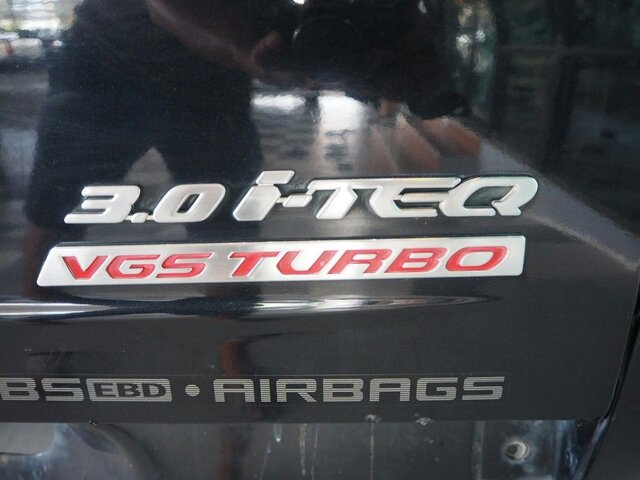 3.0 i-TEQ
VGS TURBO
BS EBD • AIRBAGS